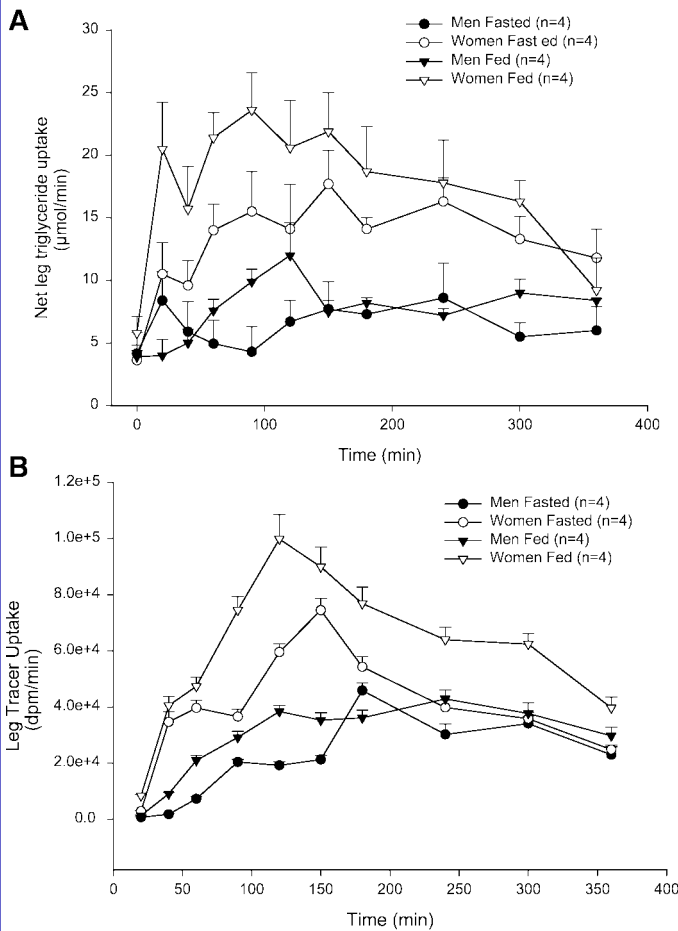 A
Men Fasted (n=4)
Women Fast ed (n=4)
Men Fed (n=4)
Women Fed (n=4)
30
25
20
15
10
5
0
Net leg triglyceride uptake
(µmol/min)
0 100 200 300 400
Time (min)
B
Men Fasted (n=4)
Women Fasted (n=4)
Men Fed (n=4)
Women Fed (n=4)
1.2e+5
1.0e+5
8.0e+4
6.0e+4
4.0e+4
2.0e+4
0.0
Leg Tracer Uptake
(dpm/min)
0 50 100 150 200 250 300 350 400
Time (min)